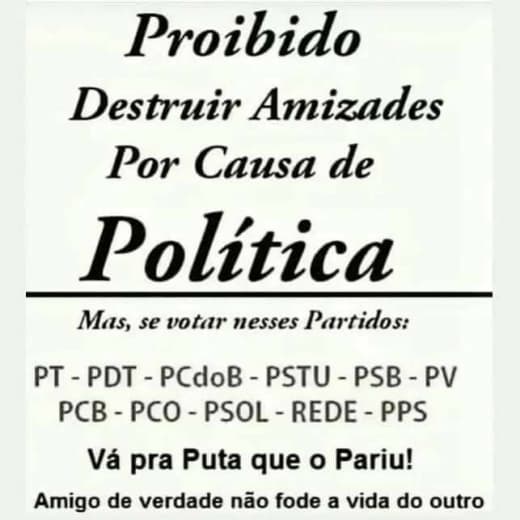 Proibido
Destruir Amizades
Por Causa de
Política
Mas, se votar nesses Partidos:
PT - PDT - PCdoB - PSTU - PSB - PV
PCB - PCO - PSOL - REDE - PPS
Vá pra Puta que o Pariu!
Amigo de verdade não fode a vida do outro